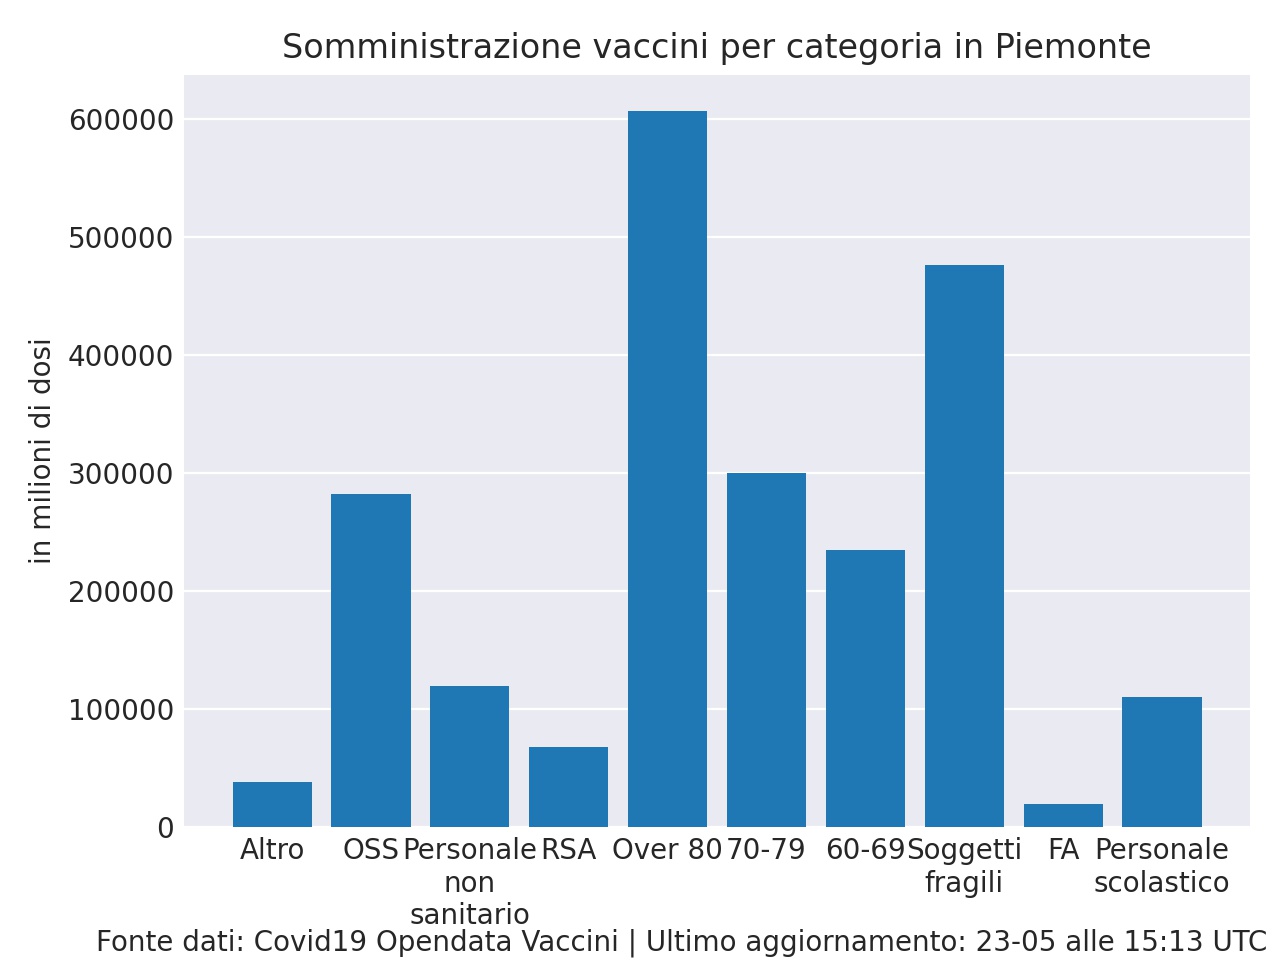 Somministrazione vaccini per categoria in Piemonte
600000
500000
400000
300000
200000
100000
0
in milioni di dosi
Altro
OSS
Personale
non
sanitario
RSA
Over 80
70-79
60-69
Soggetti
fragili
FA
Personale
scolastico
Fonte dati: Covid19 Opendata Vaccini | Ultimo aggiornamento: 23-05 alle 15:13 UTC